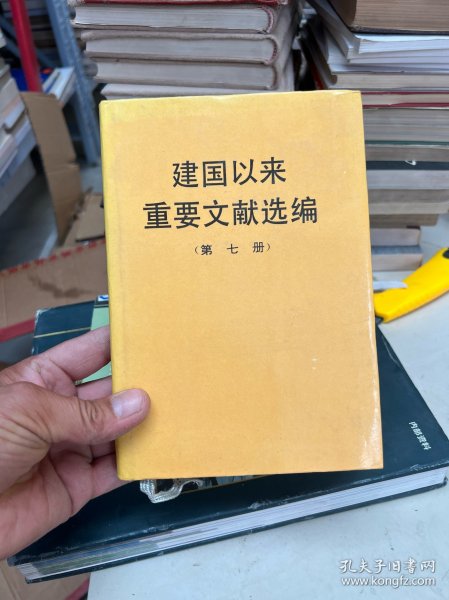 建国以来
重要文献选编
（第七册）
内部资料
孔夫子旧书网
www.kongfz.com